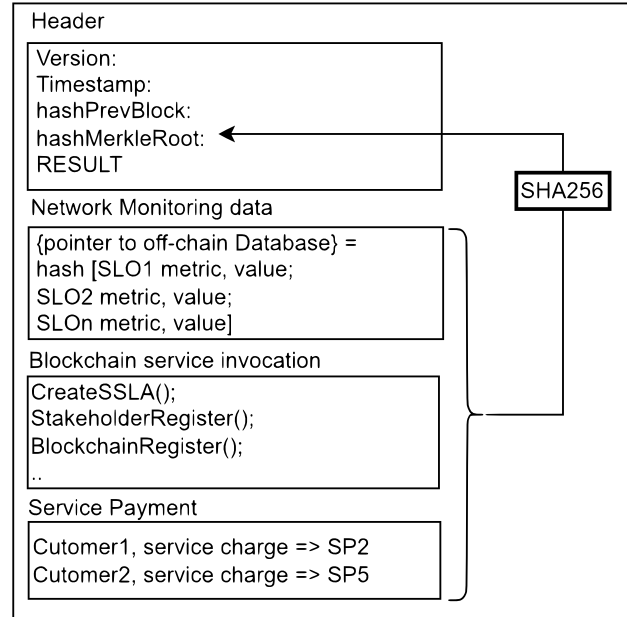 Header
Version:
Timestamp:
hashPrevBlock:
hashMerkleRoot:
RESULT
SHA256
Network Monitoring data
{pointer to off-chain Database} =
hash [SLO1 metric, value;
SLO2 metric, value;
SLOn metric, value]
Blockchain service invocation
CreateSSLA();
StakeholderRegister();
BlockchainRegister();
..
Service Payment
Cutomer1, service charge => SP2
Cutomer2, service charge => SP5